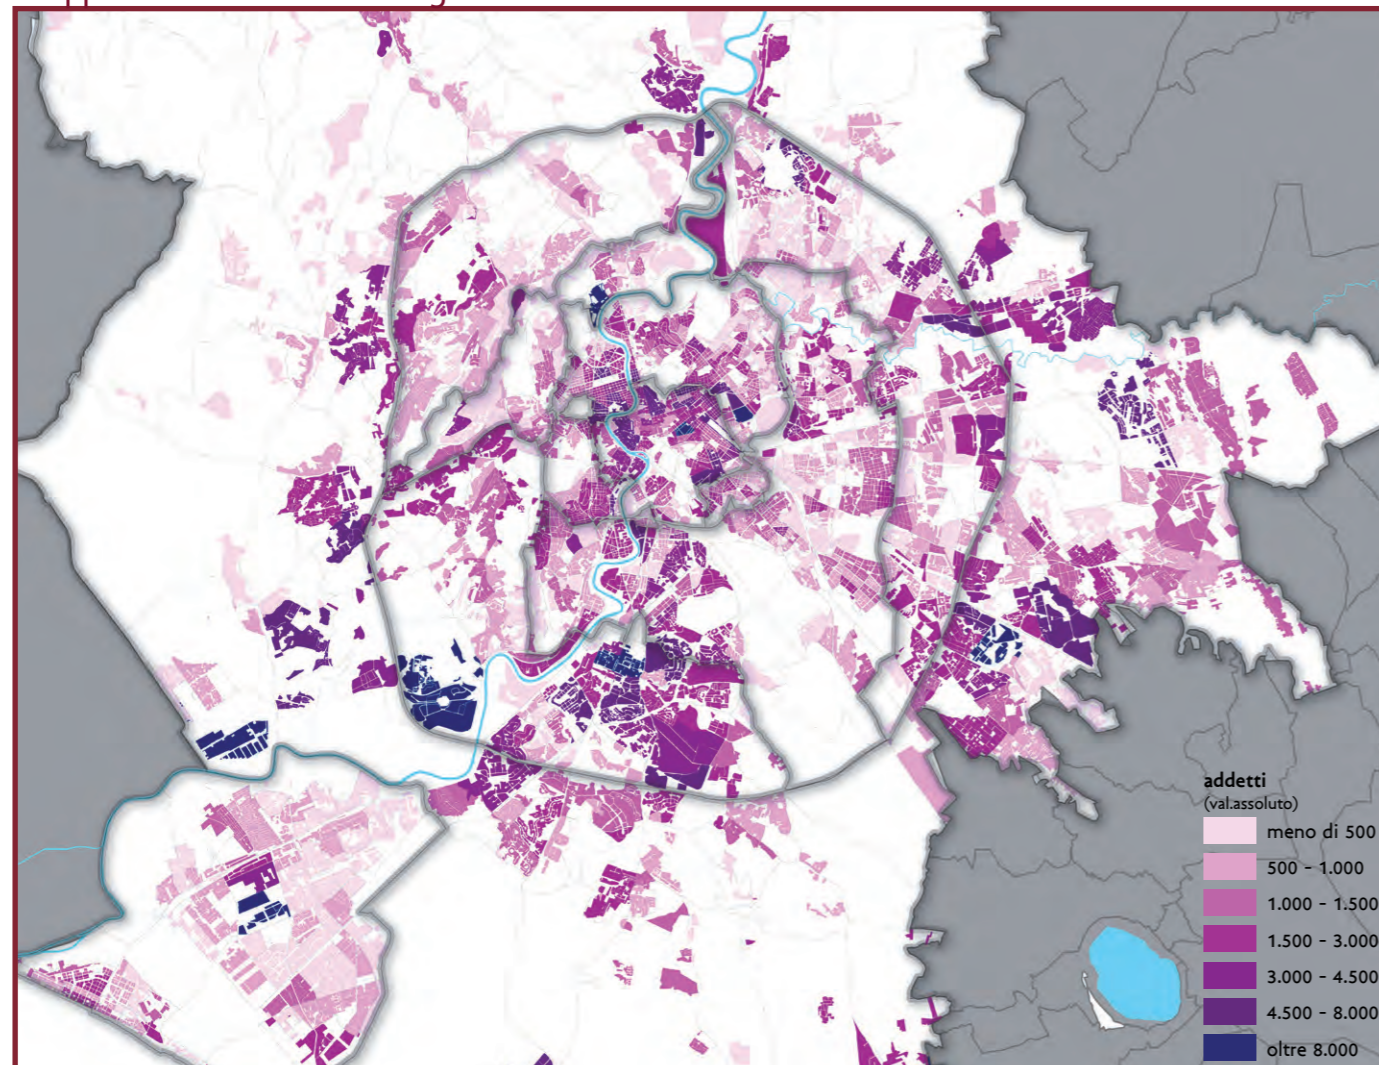 addetti
(val.assoluto)
meno di 500
500 - 1.000
1.000 - 1.500
1.500 - 3.000
3.000 - 4.500
4.500 - 8.000
oltre 8.000